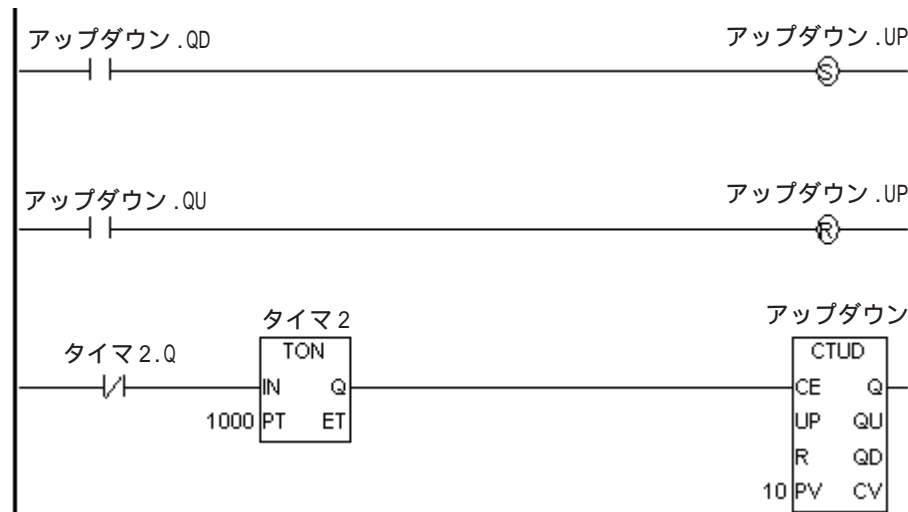 アップダウン.QD アップダウン.UP
S
アップダウン.QU アップダウン.UP
R
タイマ2 アップダウン
タイマ2.Q TON CTUD
IN Q CE Q
1000 PT ET UP QU
R QD
10 PV CV